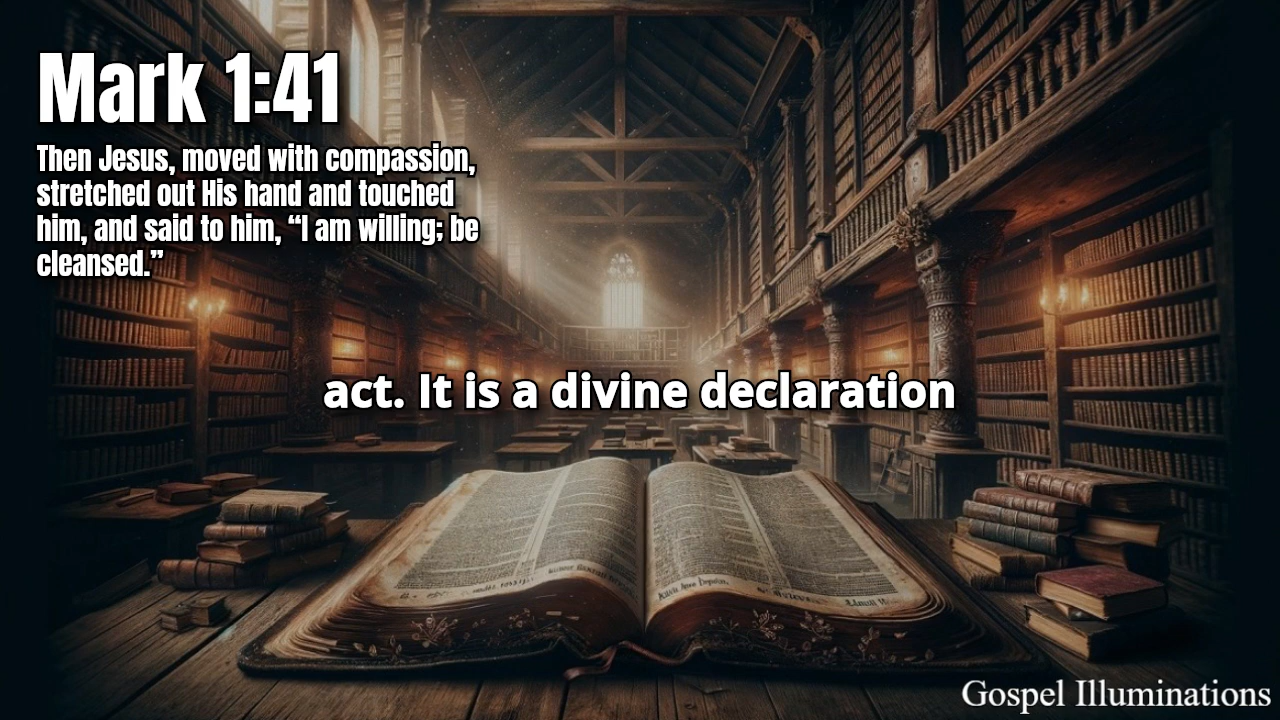 Mark 1:41
Then Jesus, moved with compassion,
stretched out His hand and touched
him, and said to him, “I am willing; be
cleansed.”
act. It is a divine declaration
Gospel Illuminations